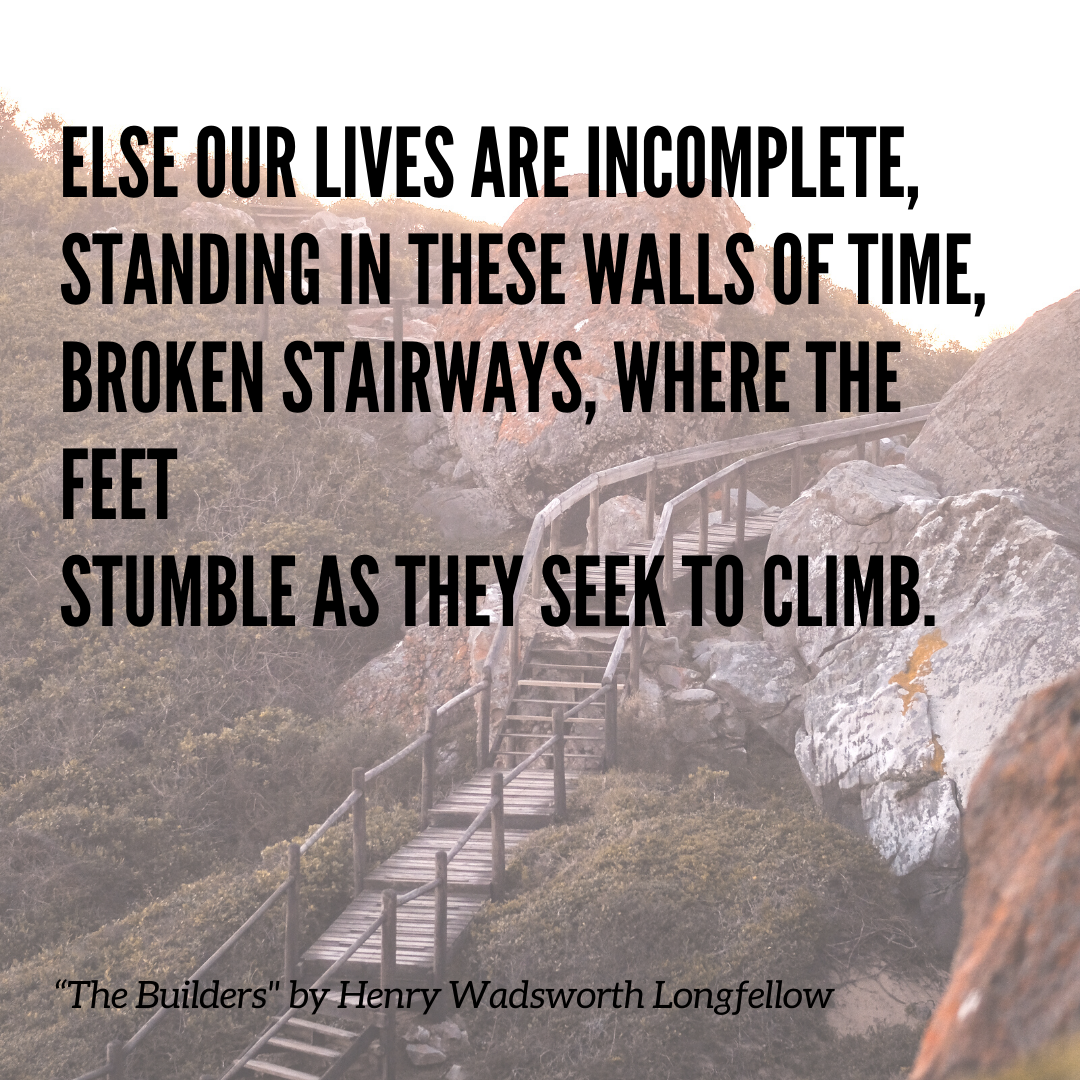 ELSE OUR LIVES ARE INCOMPLETE,
STANDING IN THESE WALLS OF TIME,
BROKEN STAIRWAYS, WHERE THE
FEET
STUMBLE AS THEY SEEK TO CLIMB.
“The Builders" by Henry Wadsworth Longfellow